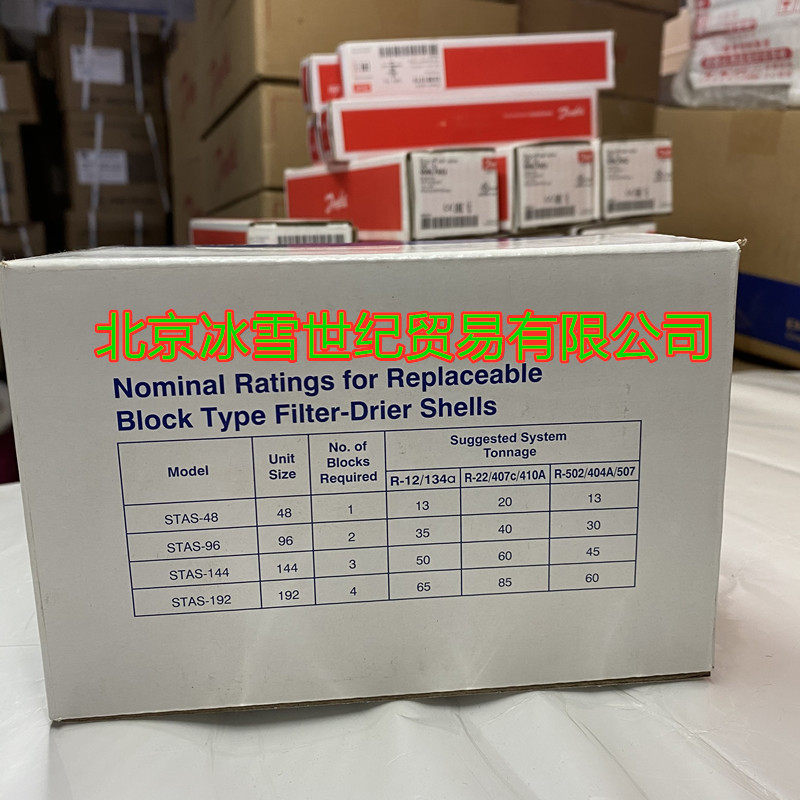 Danfoss
Danfoss
北京冰雪世纪贸易有限公司
Nominal Ratings for Replaceable
Block Type Filter-Drier Shells
Model Unit Size No. of Blocks Required Suggested System Tonnage
R-12/134a R-22/407c/410A R-502/404A/507
STAS-48 48 1 13 20 13
STAS-96 96 2 35 40 30
STAS-144 144 3 50 60 45
STAS-192 192 4 65 85 60